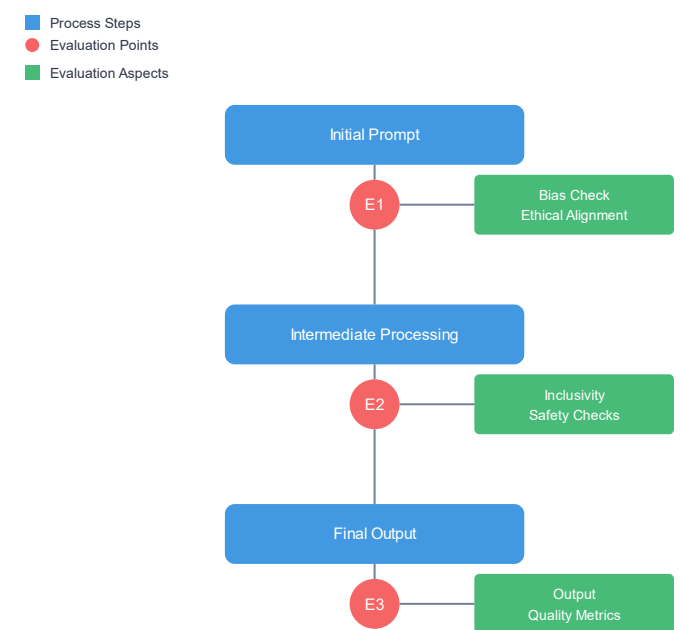 Process Steps
Evaluation Points
Evaluation Aspects
Initial Prompt
E1
Bias Check
Ethical Alignment
Intermediate Processing
E2
Inclusivity
Safety Checks
Final Output
E3
Output
Quality Metrics